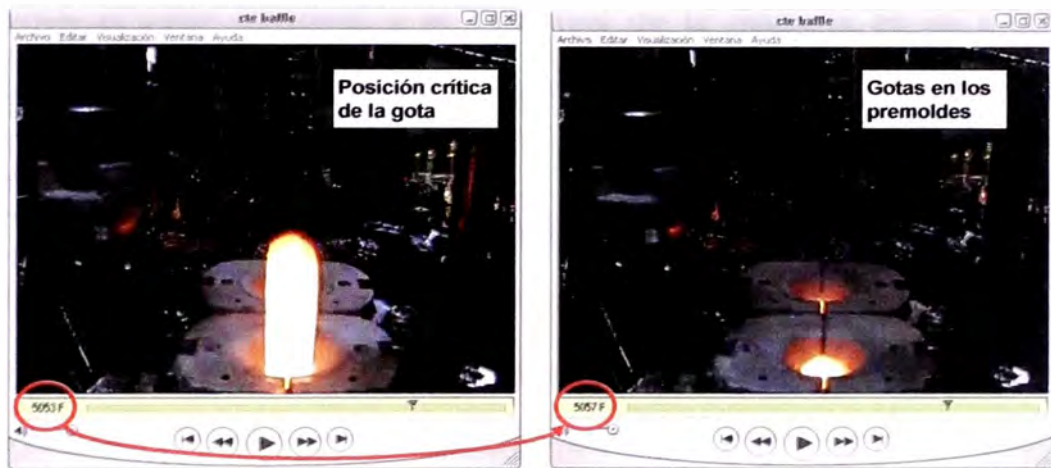 cte baffle
Archivo Editar Visualización Ventana Ayuda
Posición crítica
de la gota
5053 F
cte baffle
Archivo Editar Visualización Ventana Ayuda
Gotas en los
premoldes
5057 F